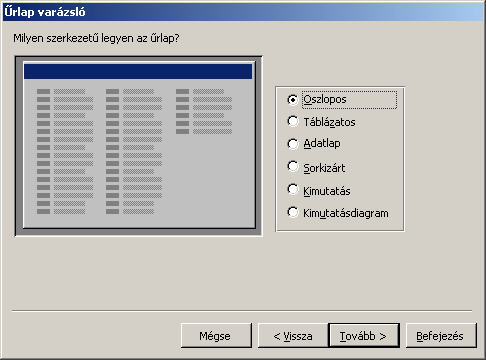 Űrlap varázsló
Milyen szerkezetű legyen az űrlap?
Oszlopos
Táblázatos
Adatlap
Sorkizárt
Kimutatás
Kimutatásdiagram
Mégse
< Vissza
Tovább >
Befejezés